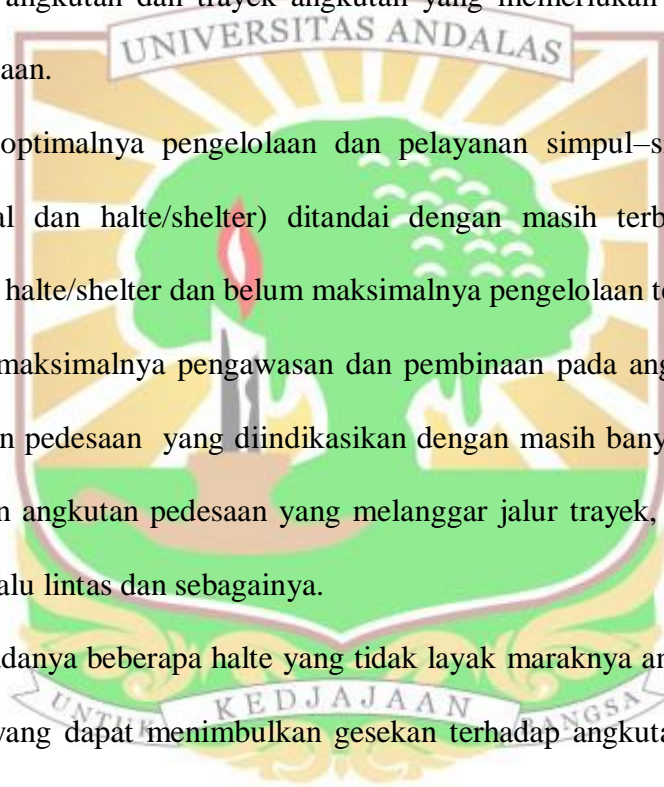 angkutan dan trayek angkutan yang memerlukan
UNIVERSITAS ANDALAS
aan.
optimalnya pengelolaan dan pelayanan simpul–s
al dan halte/shelter) ditandai dengan masih terb
halte/shelter dan belum maksimalnya pengelolaan te
maksimalnya pengawasan dan pembinaan pada ang
n pedesaan yang diindikasikan dengan masih bany
n angkutan pedesaan yang melanggar jalur trayek,
alu lintas dan sebagainya.
danya beberapa halte yang tidak layak maraknya an
UNTUK KEDJAJAAN BANGSA
yang dapat menimbulkan gesekan terhadap angkuta